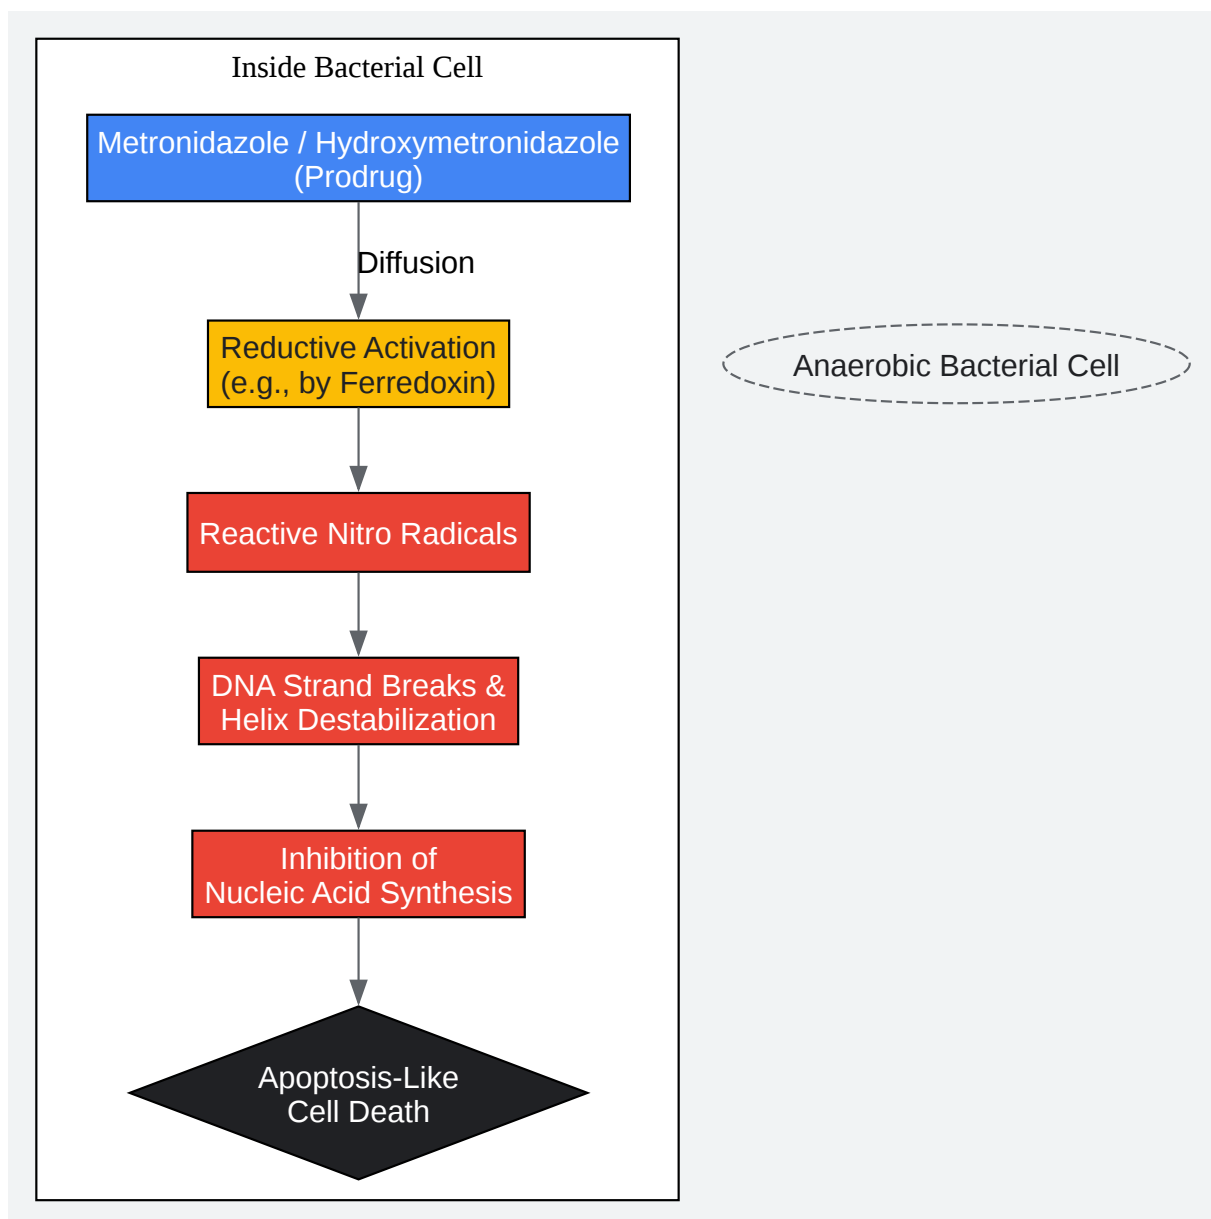 Inside Bacterial Cell
Metronidazole / Hydroxymetronidazole
(Prodrug)
Diffusion
Reductive Activation
(e.g., by Ferredoxin)
Anaerobic Bacterial Cell
Reactive Nitro Radicals
DNA Strand Breaks &
Helix Destabilization
Inhibition of
Nucleic Acid Synthesis
Apoptosis-Like
Cell Death